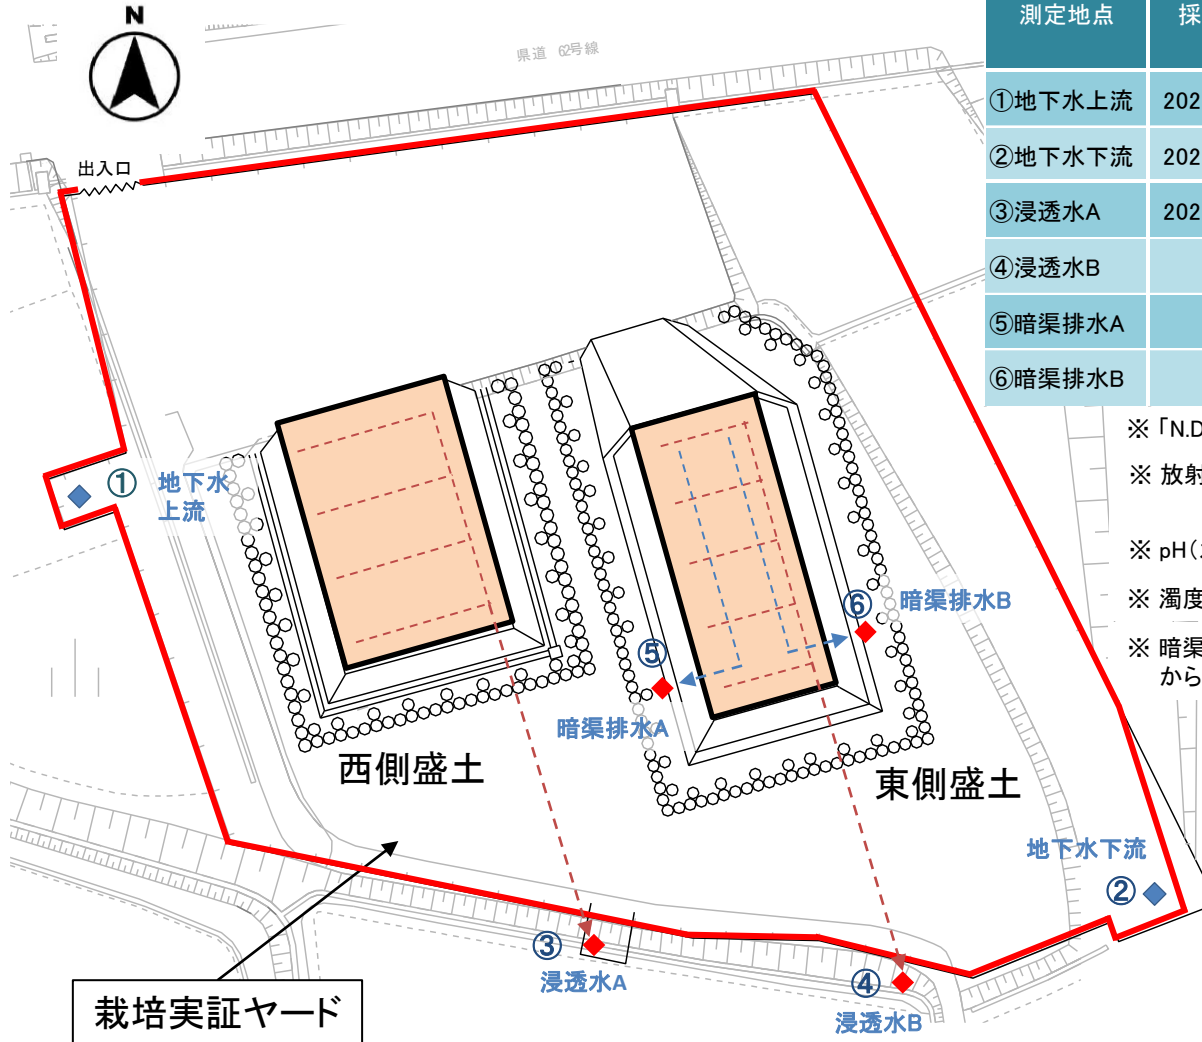 N
県道 62号線
出入口
測定地点 採
①地下水上流 202
②地下水下流 202
③浸透水A 202
④浸透水B
⑤暗渠排水A
⑥暗渠排水B
※「N.D
※ 放射
※ pH(
※ 濁度
※ 暗渠
から
① 地下水
上流
⑥ 暗渠排水B
⑤
暗渠排水A
西側盛土
東側盛土
地下水下流
②
③
浸透水A
④
浸透水B
栽培実証ヤード